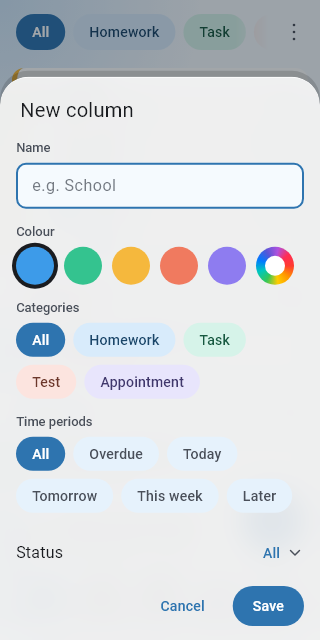 All Homework Task
New column
Name
e.g. School
Colour
Categories
All Homework Task
Test Appointment
Time periods
All Overdue Today
Tomorrow This week Later
Status All
Cancel Save